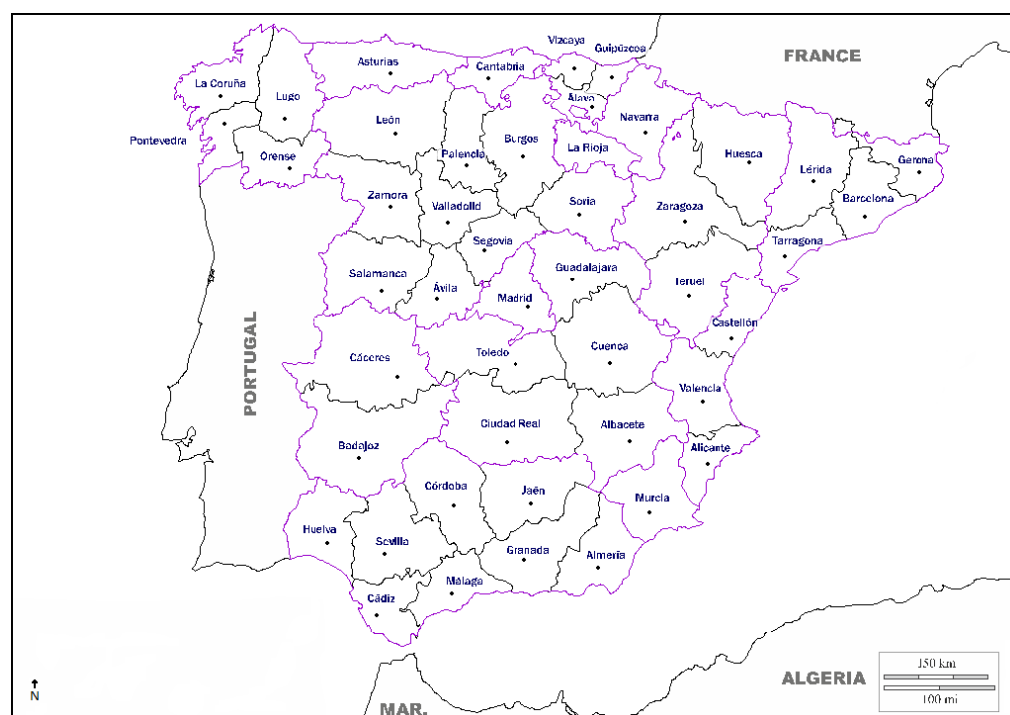 Vizcaya
Guipúzcoa
FRANCE
Asturias
Cantabria
La Coruña
Lugo
Álava
León
Navarra
Pontevedra
Burgos
La Rioja
Palencia
Huesca
Gerona
Orense
Lérida
Zamora
Barcelona
Valladolid
Soria
Zaragoza
Segovia
Tarragona
Salamanca
Guadalajara
Ávila
Madrid
Teruel
Castellón
PORTUGAL
Cáceres
Toledo
Cuenca
Valencia
Ciudad Real
Albacete
Badajoz
Alicante
Córdoba
Jaén
Murcia
Huelva
Sevilla
Granada
Almería
Málaga
Cádiz
150 km
ALGERIA
N
100 mi
MAR.